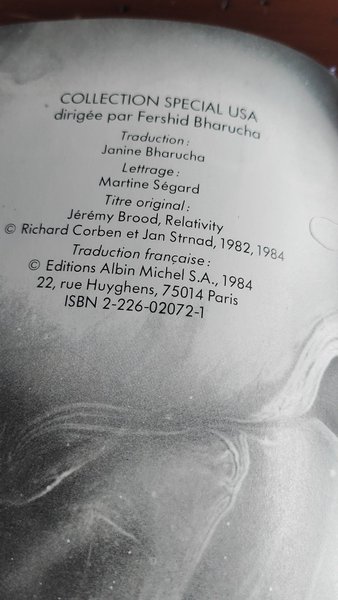 COLLECTION SPECIAL USA
dirigée par Fershid Bharucha
Traduction :
Janine Bharucha
Lettrage :
Martine Ségard
Titre original :
Jérémy Brood, Relativity
© Richard Corben et Jan Strnad, 1982, 1984
Traduction française :
© Editions Albin Michel S.A., 1984
22, rue Huyghens, 75014 Paris
ISBN 2-226-02072-1